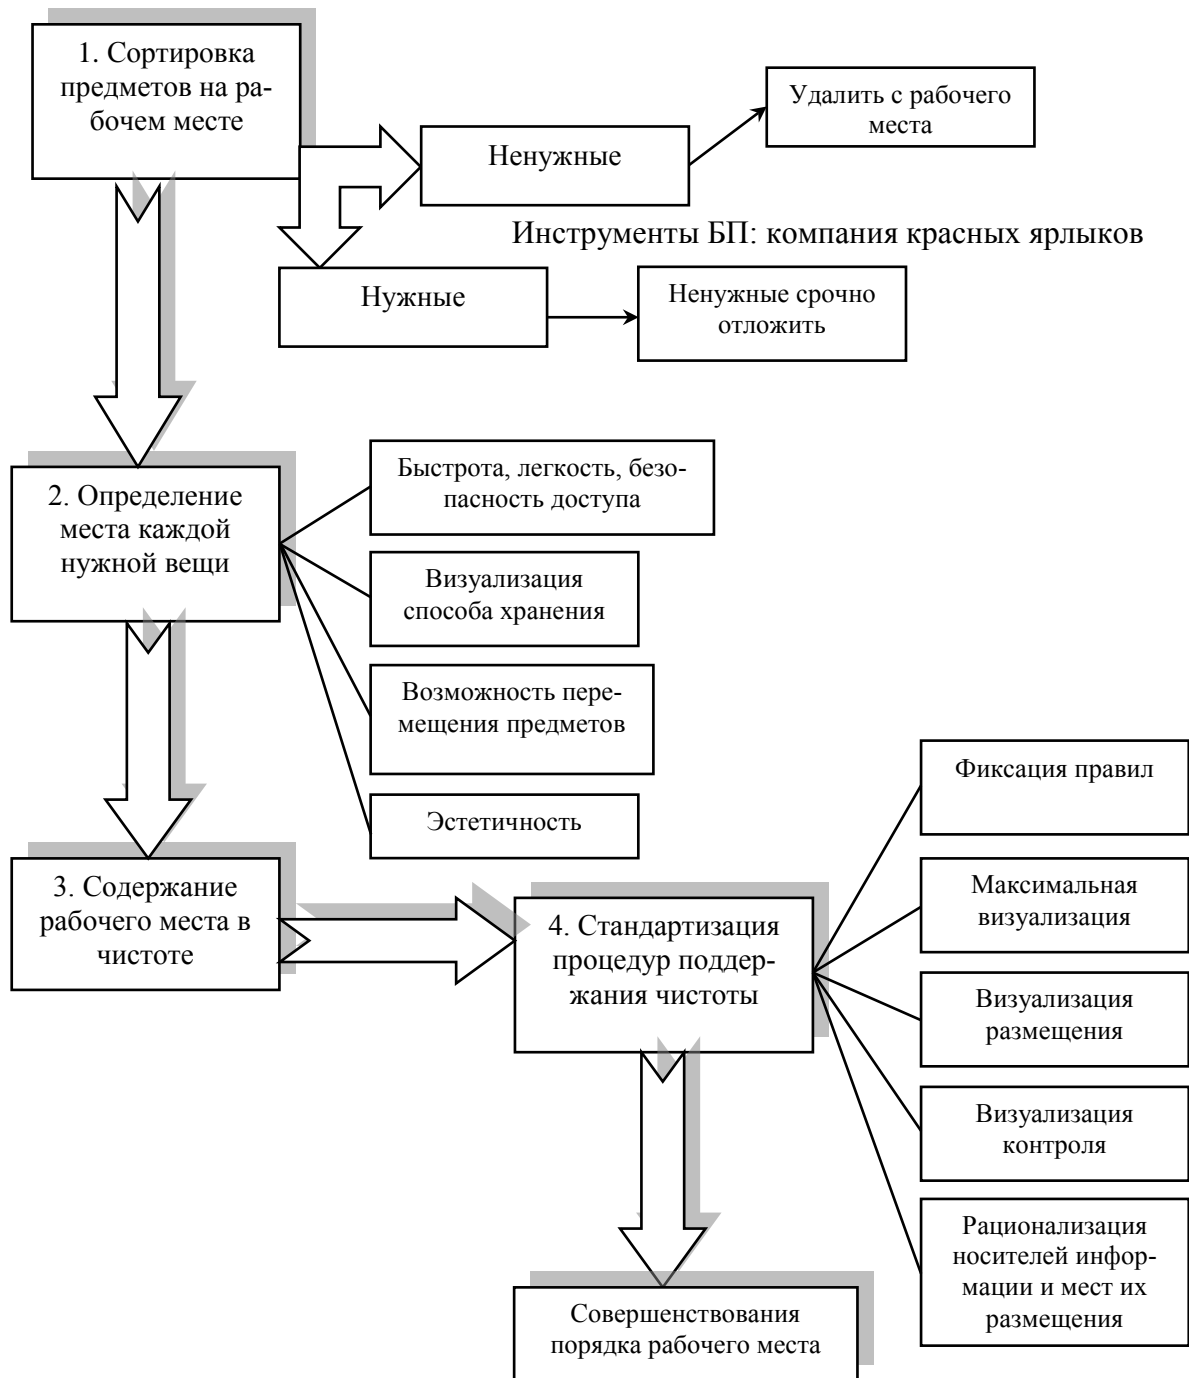 1. Сортировка
предметов на ра-
бочем месте
Удалить с рабочего
места
Ненужные
Инструменты БП: компания красных ярлыков
Нужные
Ненужные срочно
отложить
2. Определение
места каждой
нужной вещи
Быстрота, легкость, безо-
пасность доступа
Визуализация
способа хранения
Возможность пере-
мещения предметов
Эстетичность
3. Содержание
рабочего места в
чистоте
4. Стандартизация
процедур поддер-
жания чистоты
Фиксация правил
Максимальная
визуализация
Визуализация
размещения
Визуализация
контроля
Рационализация
носителей инфор-
мации и мест их
размещения
Совершенствования
порядка рабочего места